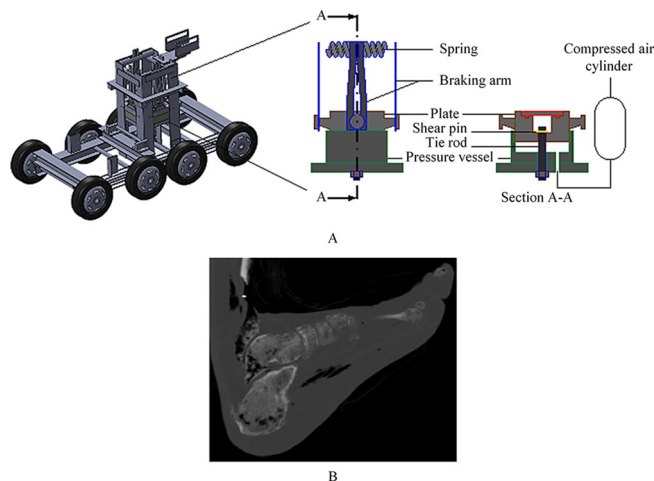 A
Spring
Compressed air
cylinder
Braking arm
Plate
Shear pin
Tie rod
Pressure vessel
A
Section A-A
A
B